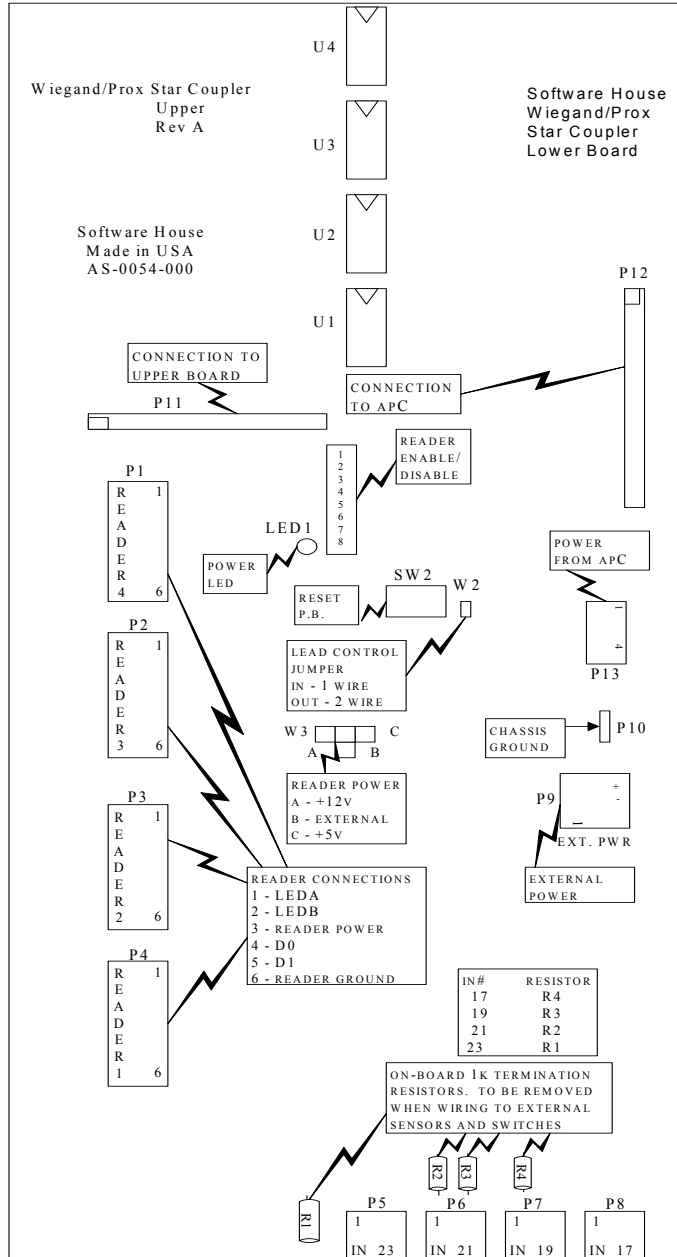 U4
Wiegand/Prox Star Coupler
Upper
Rev A
Software House
Wiegand/Prox
Star Coupler
Lower Board
U3
Software House
Made in USA
AS-0054-000
U2
P12
U1
CONNECTION TO
UPPER BOARD
CONNECTION
TO APC
P11
READER
ENABLE/
DISABLE
1
2
3
4
5
6
7
8
P1
READER 4
1
6
LED1
POWER
LED
POWER
FROM APC
SW2
W2
RESET
P.B.
1
4
P13
P2
READER 3
1
6
LEAD CONTROL
JUMPER
IN - 1 WIRE
OUT - 2 WIRE
W3
C
A
B
CHASSIS
GROUND
P10
READER POWER
A - +12V
B - EXTERNAL
C - +5V
P9
+
-
1
EXT. PWR
P3
READER 2
1
6
READER CONNECTIONS
1 - LEDA
2 - LEDB
3 - READER POWER
4 - D0
5 - D1
6 - READER GROUND
EXTERNAL
POWER
P4
READER 1
1
6
IN# RESISTOR
17 R4
19 R3
21 R2
23 R1
ON-BOARD 1K TERMINATION
RESISTORS. TO BE REMOVED
WHEN WIRING TO EXTERNAL
SENSORS AND SWITCHES
R2
R3
R4
R1
P5
1
IN 23
P6
1
IN 21
P7
1
IN 19
P8
1
IN 17